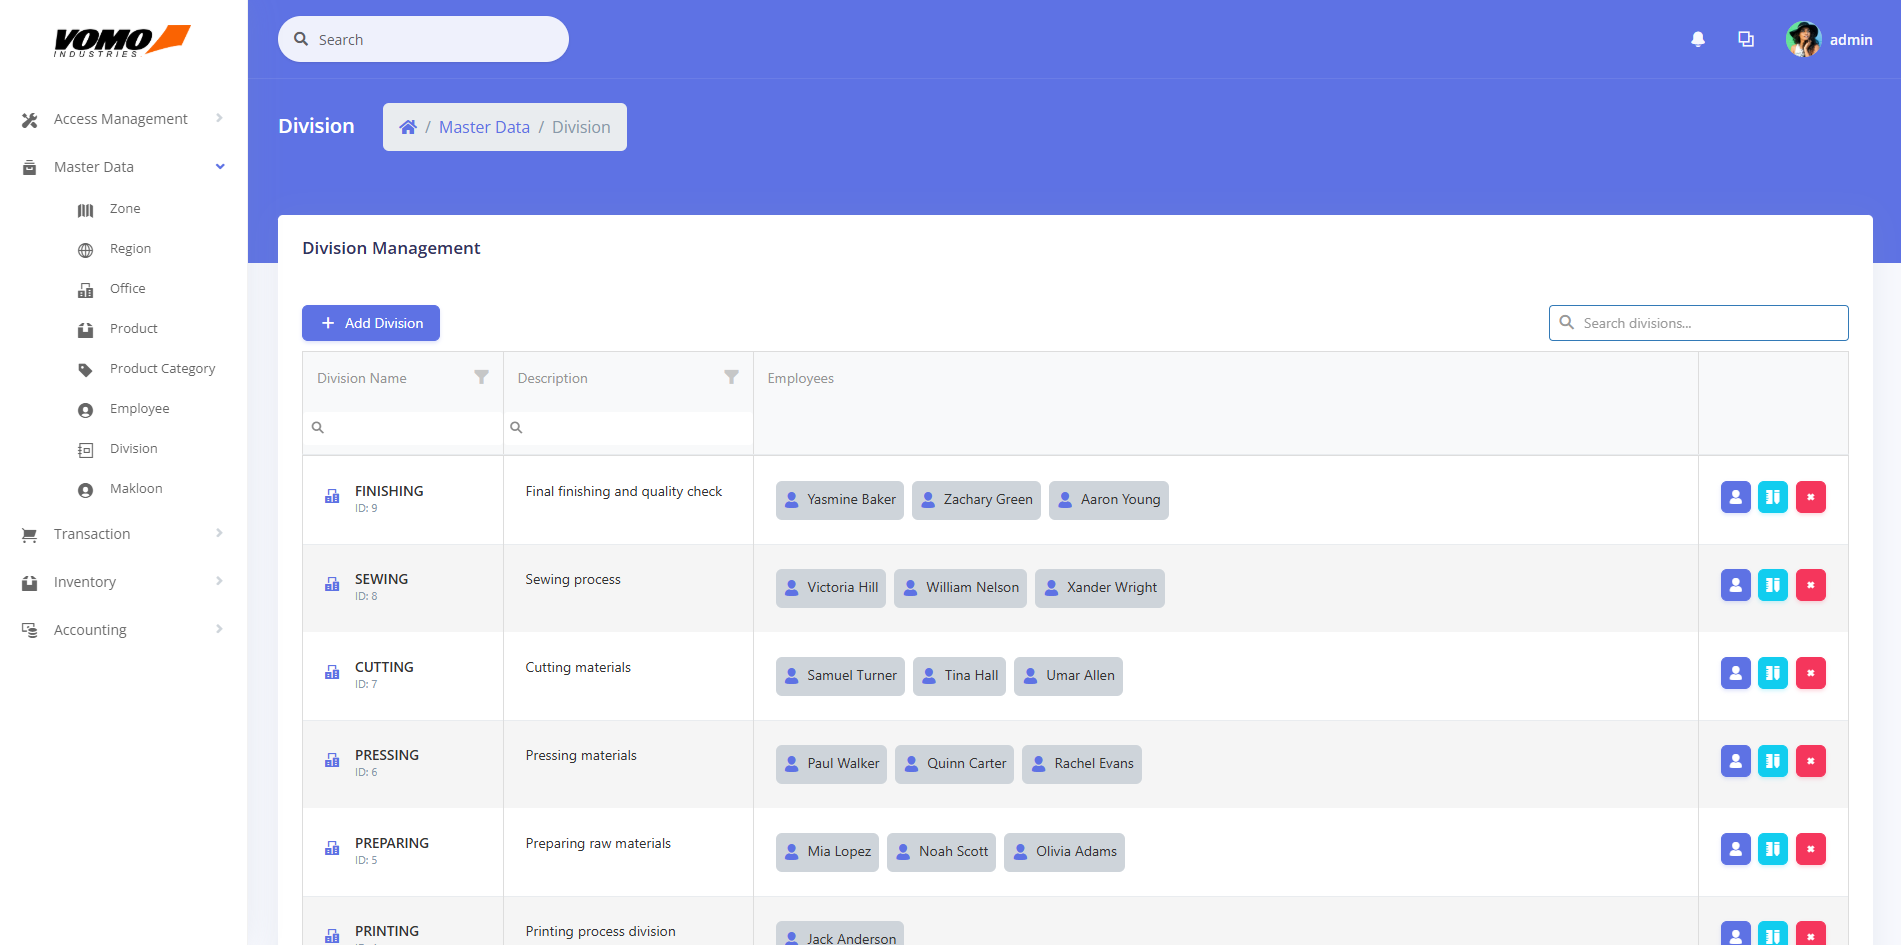 VOMO
INDUSTRIES
Search
admin
Access Management
Master Data
Zone
Region
Office
Product
Product Category
Employee
Division
Makloon
Transaction
Inventory
Accounting
Division
/ Master Data / Division
Division Management
Add Division
Search divisions...
Division Name
Description
Employees
FINISHING
ID: 9
Final finishing and quality check
Yasmine Baker
Zachary Green
Aaron Young
SEWING
ID: 8
Sewing process
Victoria Hill
William Nelson
Xander Wright
CUTTING
ID: 7
Cutting materials
Samuel Turner
Tina Hall
Umar Allen
PRESSING
ID: 6
Pressing materials
Paul Walker
Quinn Carter
Rachel Evans
PREPARING
ID: 5
Preparing raw materials
Mia Lopez
Noah Scott
Olivia Adams
PRINTING
Printing process division
Jack Anderson